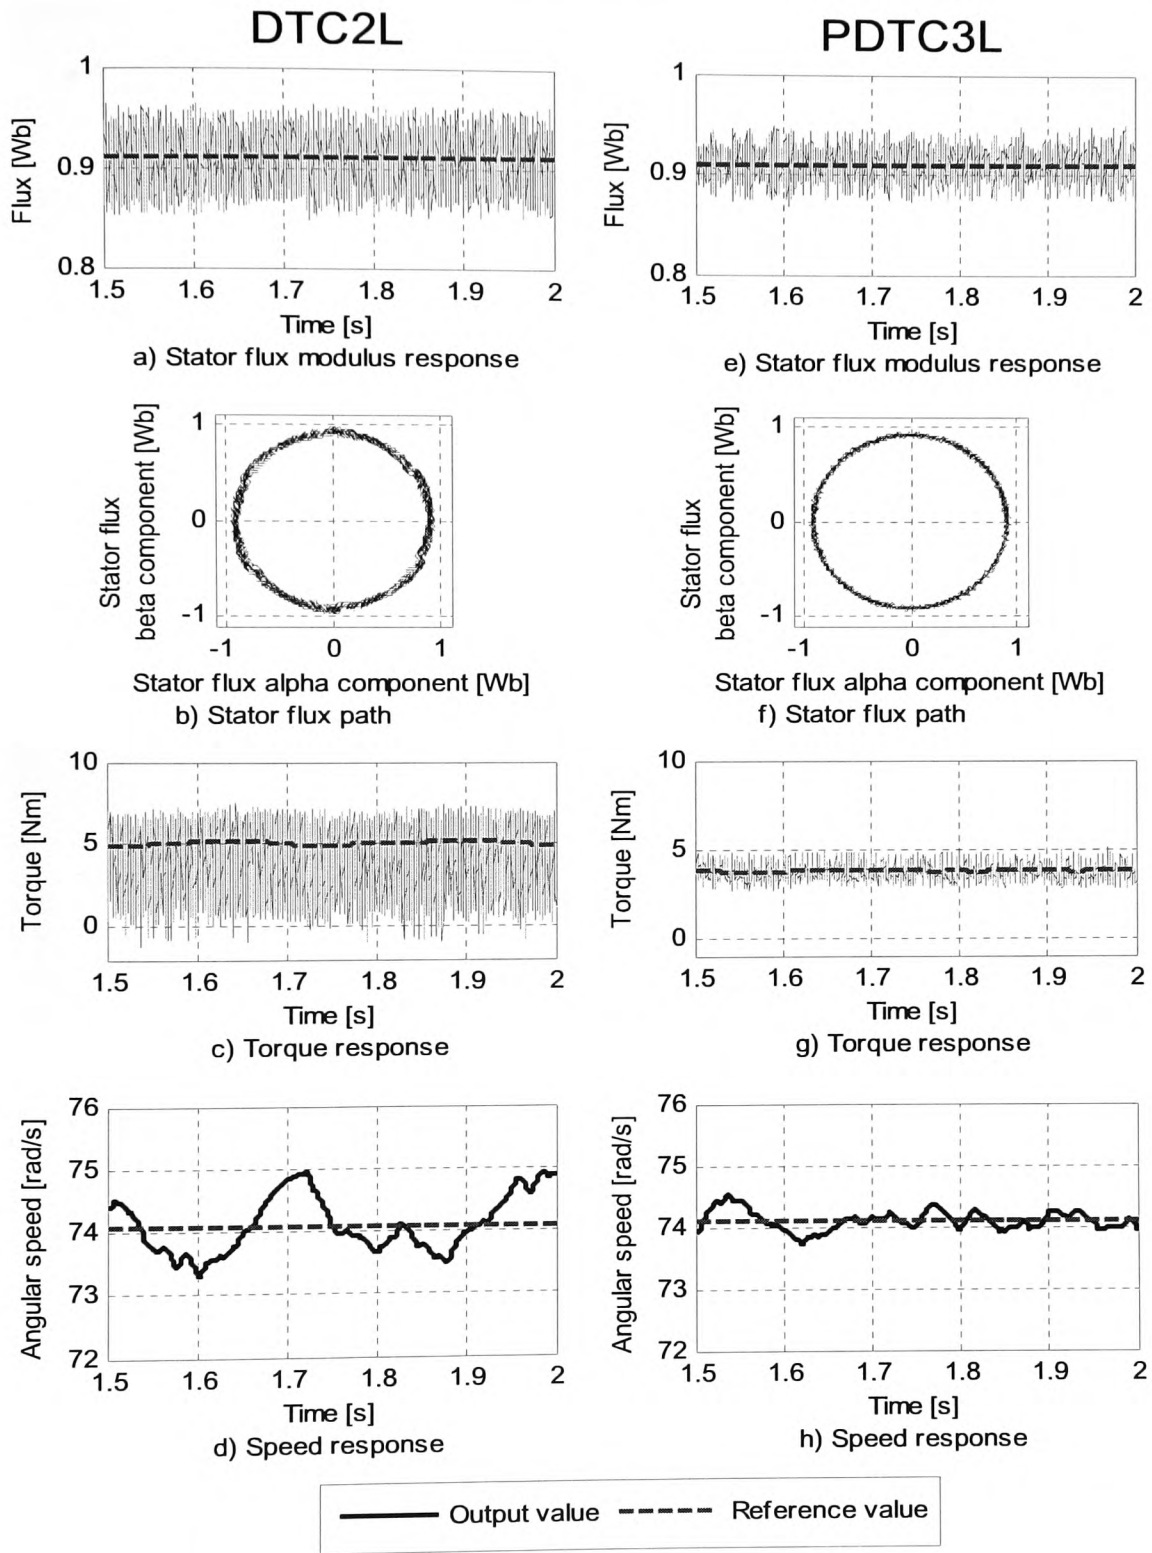 DTC2L
1
0.9
0.8
Flux [Wb]
1.5 1.6 1.7 1.8 1.9 2
Time [s]
a) Stator flux modulus response
PDTC3L
1
0.9
0.8
Flux [Wb]
1.5 1.6 1.7 1.8 1.9 2
Time [s]
e) Stator flux modulus response
Stator flux
beta component [Wb]
1
0
-1
-1 0 1
Stator flux alpha component [Wb]
b) Stator flux path
Stator flux
beta component [Wb]
1
0
-1
-1 0 1
Stator flux alpha component [Wb]
f) Stator flux path
Torque [Nm]
10
5
0
1.5 1.6 1.7 1.8 1.9 2
Time [s]
c) Torque response
Torque [Nm]
10
5
0
1.5 1.6 1.7 1.8 1.9 2
Time [s]
g) Torque response
Angular speed [rad/s]
76
75
74
73
72
1.5 1.6 1.7 1.8 1.9 2
Time [s]
d) Speed response
Angular speed [rad/s]
76
75
74
73
72
1.5 1.6 1.7 1.8 1.9 2
Time [s]
h) Speed response
Output value Reference value